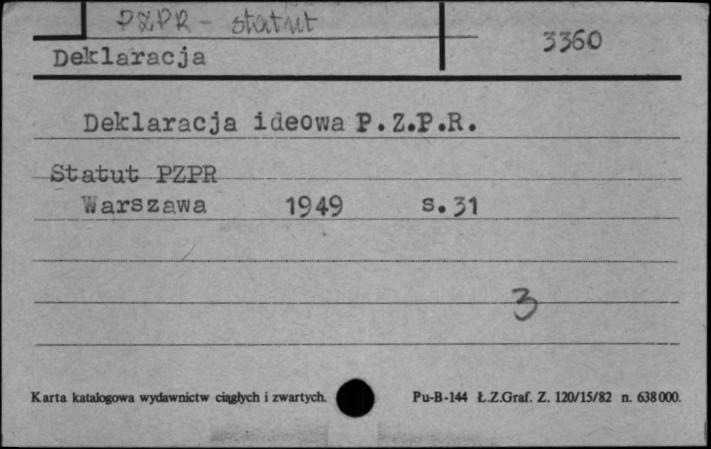 PZPR - statut
3360
Deklaracja
Deklaracja ideowa P.Z.P.R.
Statut PZPR
Warszawa 1949 s.31
3
Karta katalogowa wydawnictw ciągłych i zwartych.
Pu-B-144 Ł.Z.Graf. Z. 120/15/82 n. 638000.